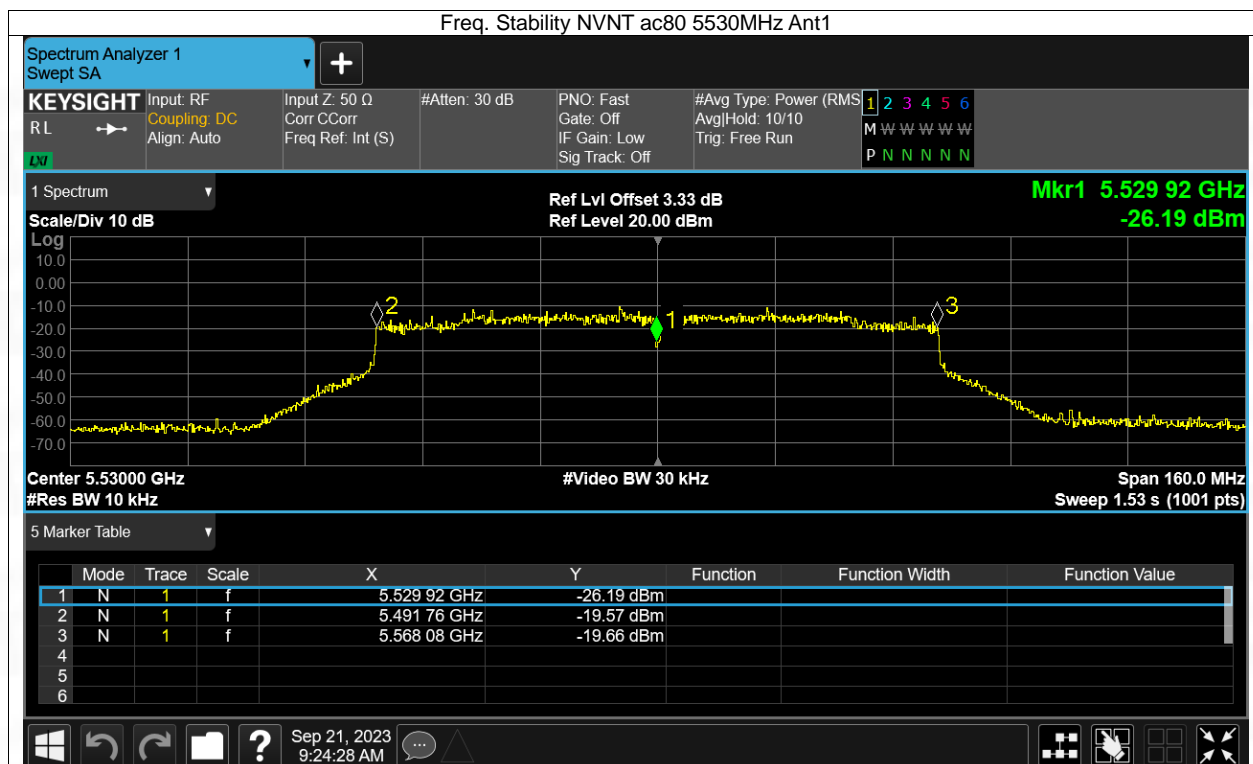 Freq. Stability NVNT ac80 5530MHz Ant1
Spectrum Analyzer 1
Swept SA
+
KEYSIGHT
RL
LXI
Input: RF
Coupling: DC
Align: Auto
Input Z: 50 Ω
Corr CCorr
Freq Ref: Int (S)
#Atten: 30 dB
PNO: Fast
Gate: Off
IF Gain: Low
Sig Track: Off
#Avg Type: Power (RMS
Avg|Hold: 10/10
Trig: Free Run
1 2 3 4 5 6
M W W W W W W
P N N N N N N
1 Spectrum
Scale/Div 10 dB
Ref Lvl Offset 3.33 dB
Ref Level 20.00 dBm
Mkr1 5.529 92 GHz
-26.19 dBm
Log
10.0
0.00
-10.0
-20.0
-30.0
-40.0
-50.0
-60.0
-70.0
2
1
3
Center 5.53000 GHz
#Video BW 30 kHz
Span 160.0 MHz
#Res BW 10 kHz
Sweep 1.53 s (1001 pts)
5 Marker Table
Mode Trace Scale X Y Function Function Width Function Value
1 N 1 f 5.529 92 GHz -26.19 dBm
2 N 1 f 5.491 76 GHz -19.57 dBm
3 N 1 f 5.568 08 GHz -19.66 dBm
4
5
6
?
Sep 21, 2023
9:24:28 AM